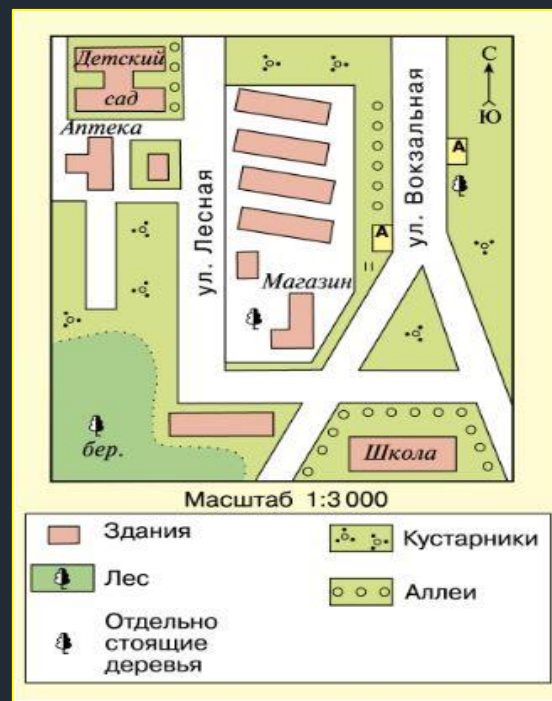 Детский
сад
С
Ю
Аптека
А
ул. Вокзальная
ул. Лесная
А
Магазин
бер.
Школа
Масштаб 1:3 000
Здания
Кустарники
Лес
Аллеи
Отдельно
стоящие
деревья